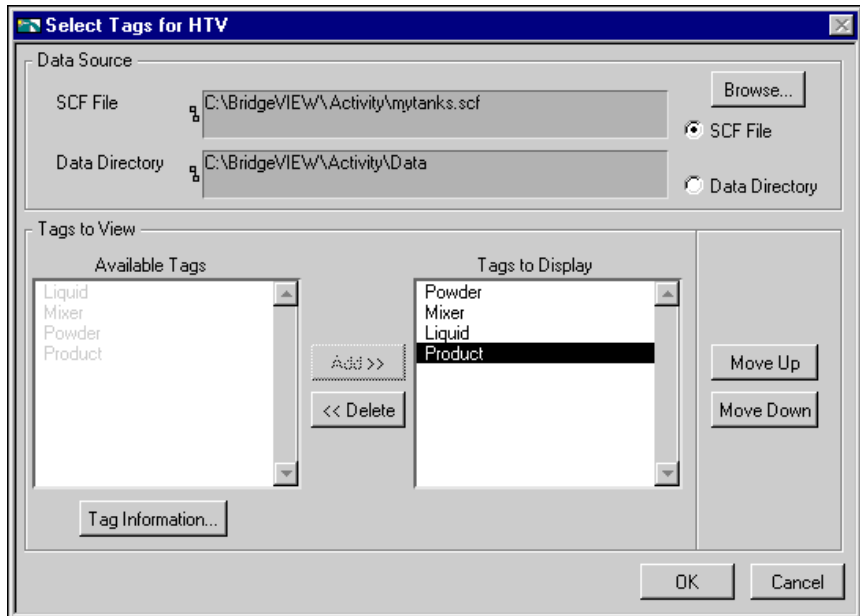 Select Tags for HTV
Data Source
SCF File
C:\BridgeVIEW\Activity\mytanks.scf
Browse...
SCF File
Data Directory
C:\BridgeVIEW\Activity\Data
Data Directory
Tags to View
Available Tags
Liquid
Mixer
Powder
Product
Add >>
<< Delete
Tags to Display
Powder
Mixer
Liquid
Product
Move Up
Move Down
Tag Information...
OK
Cancel